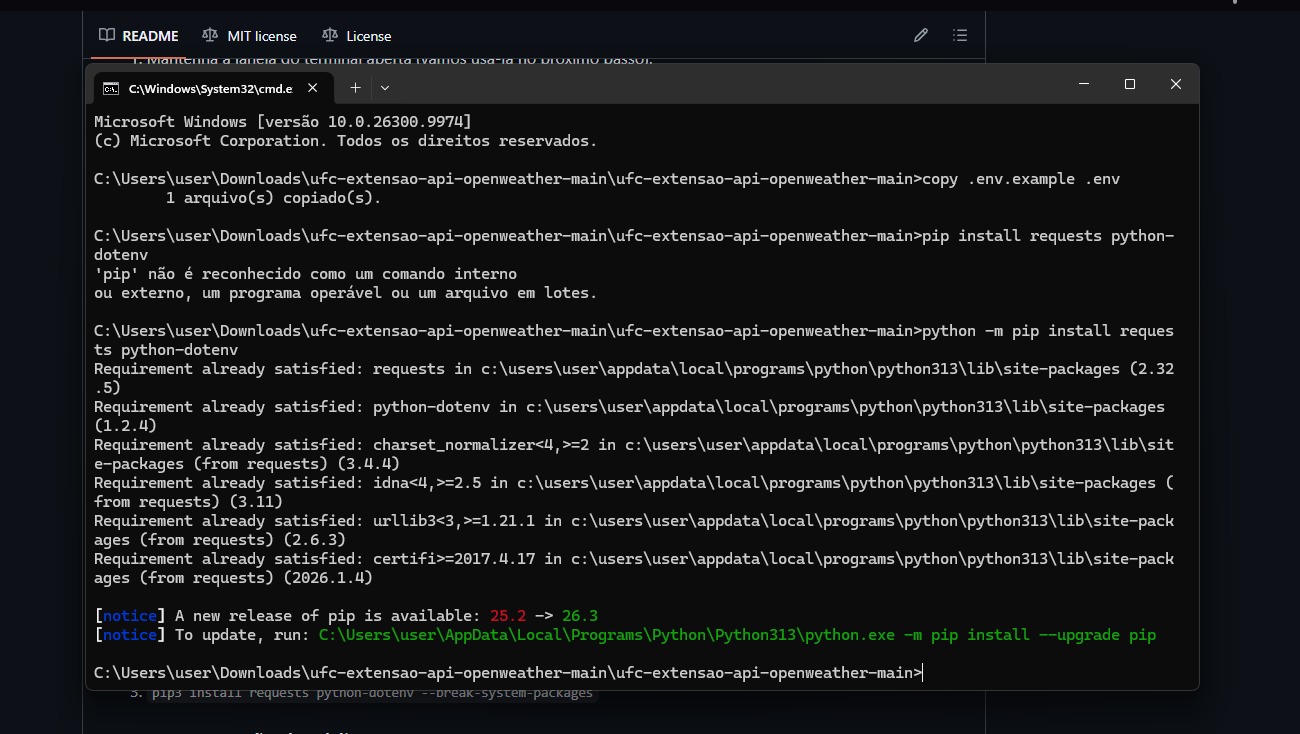 README MIT license License
1. Mantenha a janela do terminal aberta (vamos usá-la no próximo passo).
C:\Windows\System32\cmd.e
Microsoft Windows [versão 10.0.26300.9974]
(c) Microsoft Corporation. Todos os direitos reservados.
C:\Users\user\Downloads\ufc-extensao-api-openweather-main\ufc-extensao-api-openweather-main>copy .env.example .env
1 arquivo(s) copiado(s).
C:\Users\user\Downloads\ufc-extensao-api-openweather-main\ufc-extensao-api-openweather-main>pip install requests python-
dotenv
'pip' não é reconhecido como um comando interno
ou externo, um programa operável ou um arquivo em lotes.
C:\Users\user\Downloads\ufc-extensao-api-openweather-main\ufc-extensao-api-openweather-main>python -m pip install reques
ts python-dotenv
Requirement already satisfied: requests in c:\users\user\appdata\local\programs\python\python313\lib\site-packages (2.32
.5)
Requirement already satisfied: python-dotenv in c:\users\user\appdata\local\programs\python\python313\lib\site-packages
(1.2.4)
Requirement already satisfied: charset_normalizer<4,>=2 in c:\users\user\appdata\local\programs\python\python313\lib\sit
e-packages (from requests) (3.4.4)
Requirement already satisfied: idna<4,>=2.5 in c:\users\user\appdata\local\programs\python\python313\lib\site-packages (
from requests) (3.11)
Requirement already satisfied: urllib3<3,>=1.21.1 in c:\users\user\appdata\local\programs\python\python313\lib\site-pack
ages (from requests) (2.6.3)
Requirement already satisfied: certifi>=2017.4.17 in c:\users\user\appdata\local\programs\python\python313\lib\site-pack
ages (from requests) (2026.1.4)
[notice] A new release of pip is available: 25.2 -> 26.3
[notice] To update, run: C:\Users\user\AppData\Local\Programs\Python\Python313\python.exe -m pip install --upgrade pip
C:\Users\user\Downloads\ufc-extensao-api-openweather-main\ufc-extensao-api-openweather-main>
3. pip3 install requests python-dotenv --break-system-packages